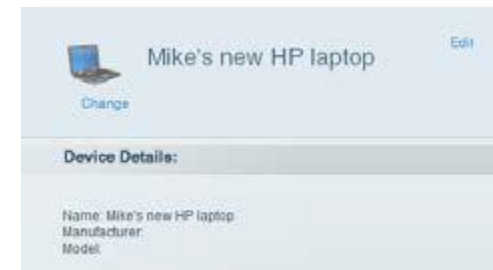 Mike's new HP laptop
Edit
Change
Device Details:
Name: Mike's new HP laptop
Manufacturer:
Model: